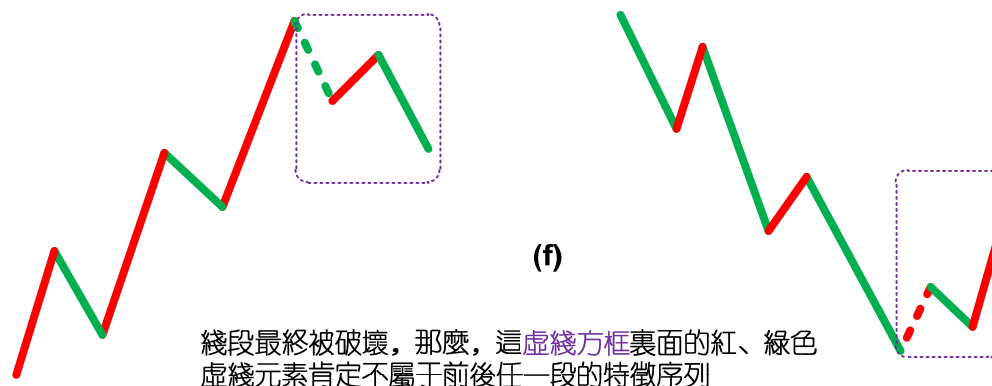 (f)
綫段最終被破壞，那麼，這虛綫方框裏面的紅、綠色
虛綫元素肯定不屬于前後任一段的特徵序列